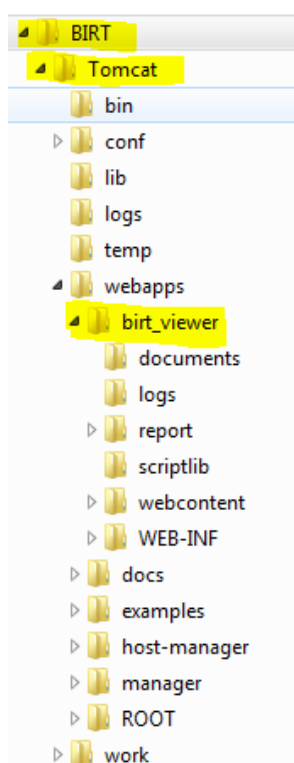 BIRT
Tomcat
bin
conf
lib
logs
temp
webapps
birt_viewer
documents
logs
report
scriptlib
webcontent
WEB-INF
docs
examples
host-manager
manager
ROOT
work